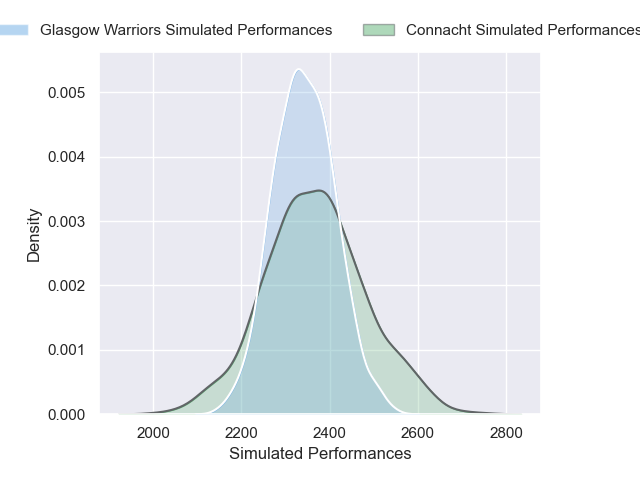 Glasgow Warriors Simulated Performances
Connacht Simulated Performances
0.005
0.004
0.003
0.002
0.001
0.000
Density
2000 2200 2400 2600 2800
Simulated Performances